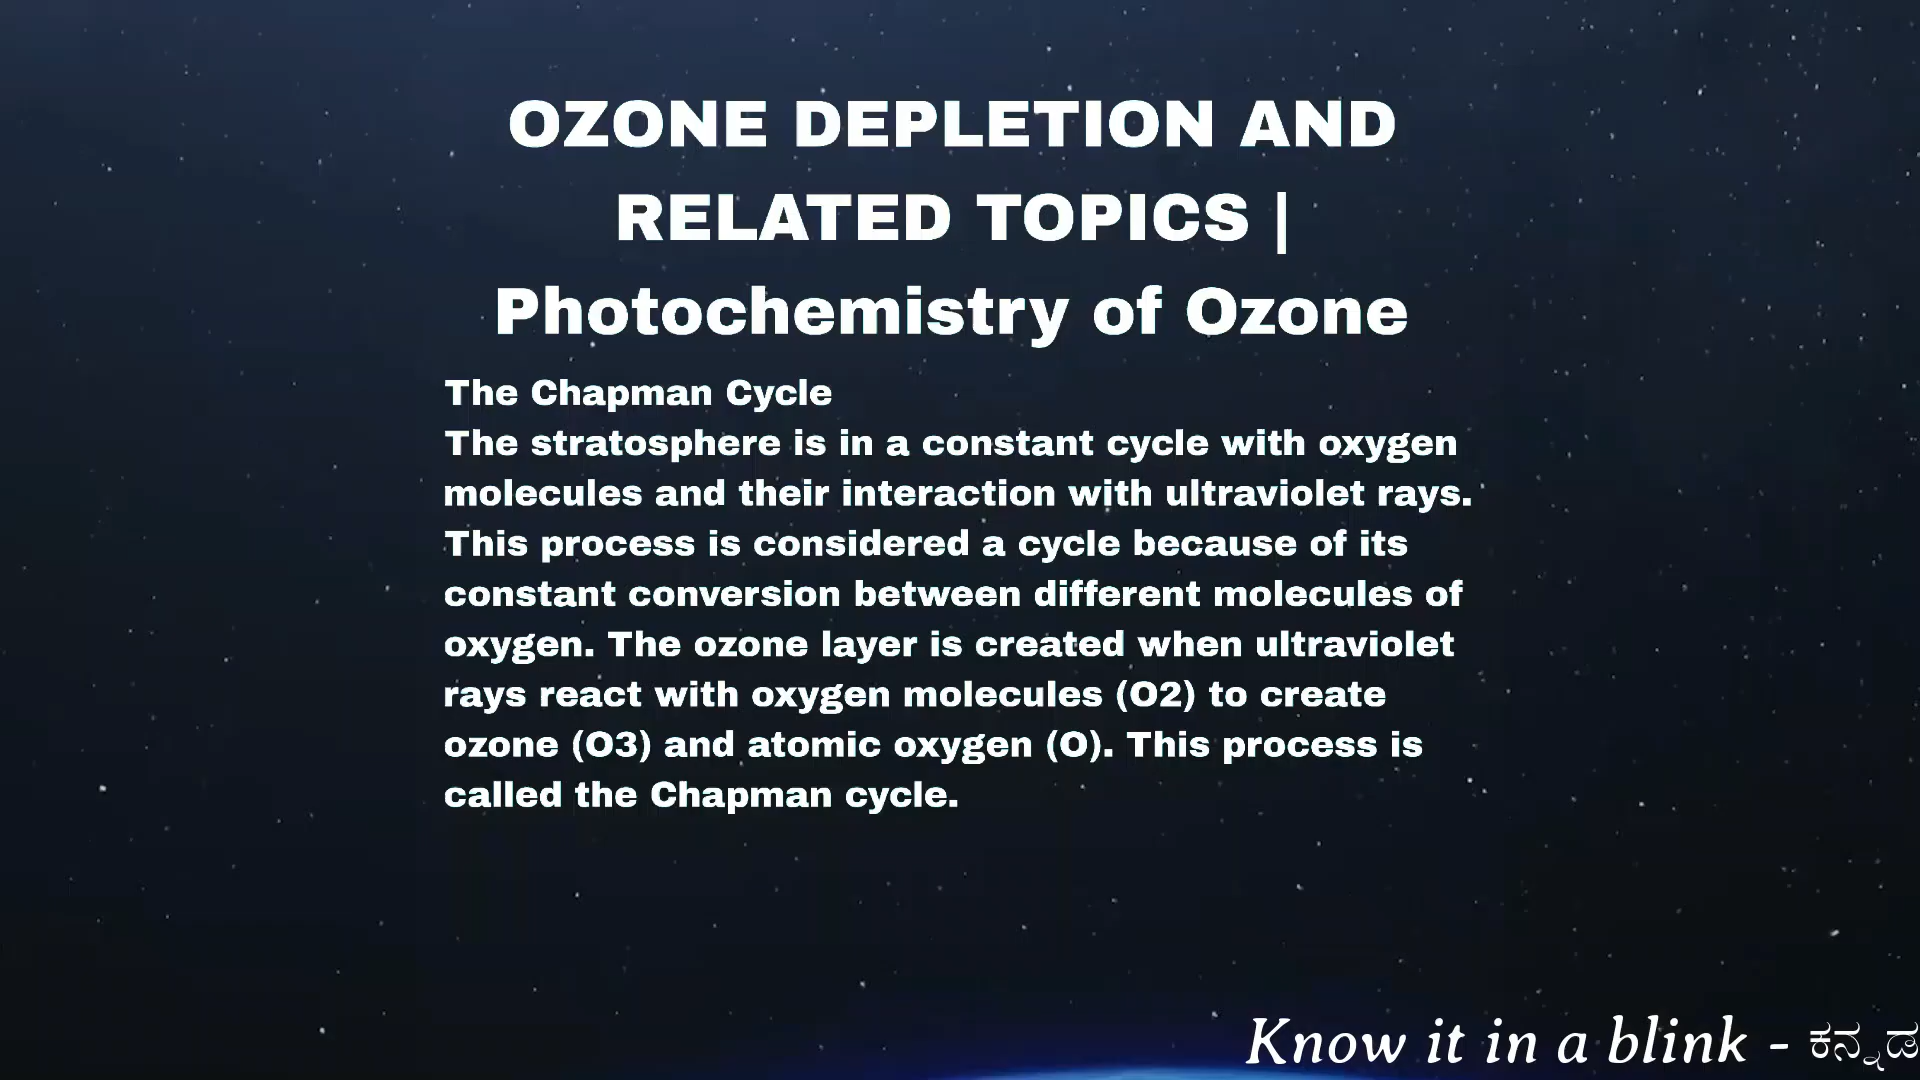 OZONE DEPLETION AND
RELATED TOPICS |
Photochemistry of Ozone
The Chapman Cycle
The stratosphere is in a constant cycle with oxygen
molecules and their interaction with ultraviolet rays.
This process is considered a cycle because of its
constant conversion between different molecules of
oxygen. The ozone layer is created when ultraviolet
rays react with oxygen molecules (O2) to create
ozone (O3) and atomic oxygen (O). This process is
called the Chapman cycle.
Know it in a blink - ಕನ್ನಡ